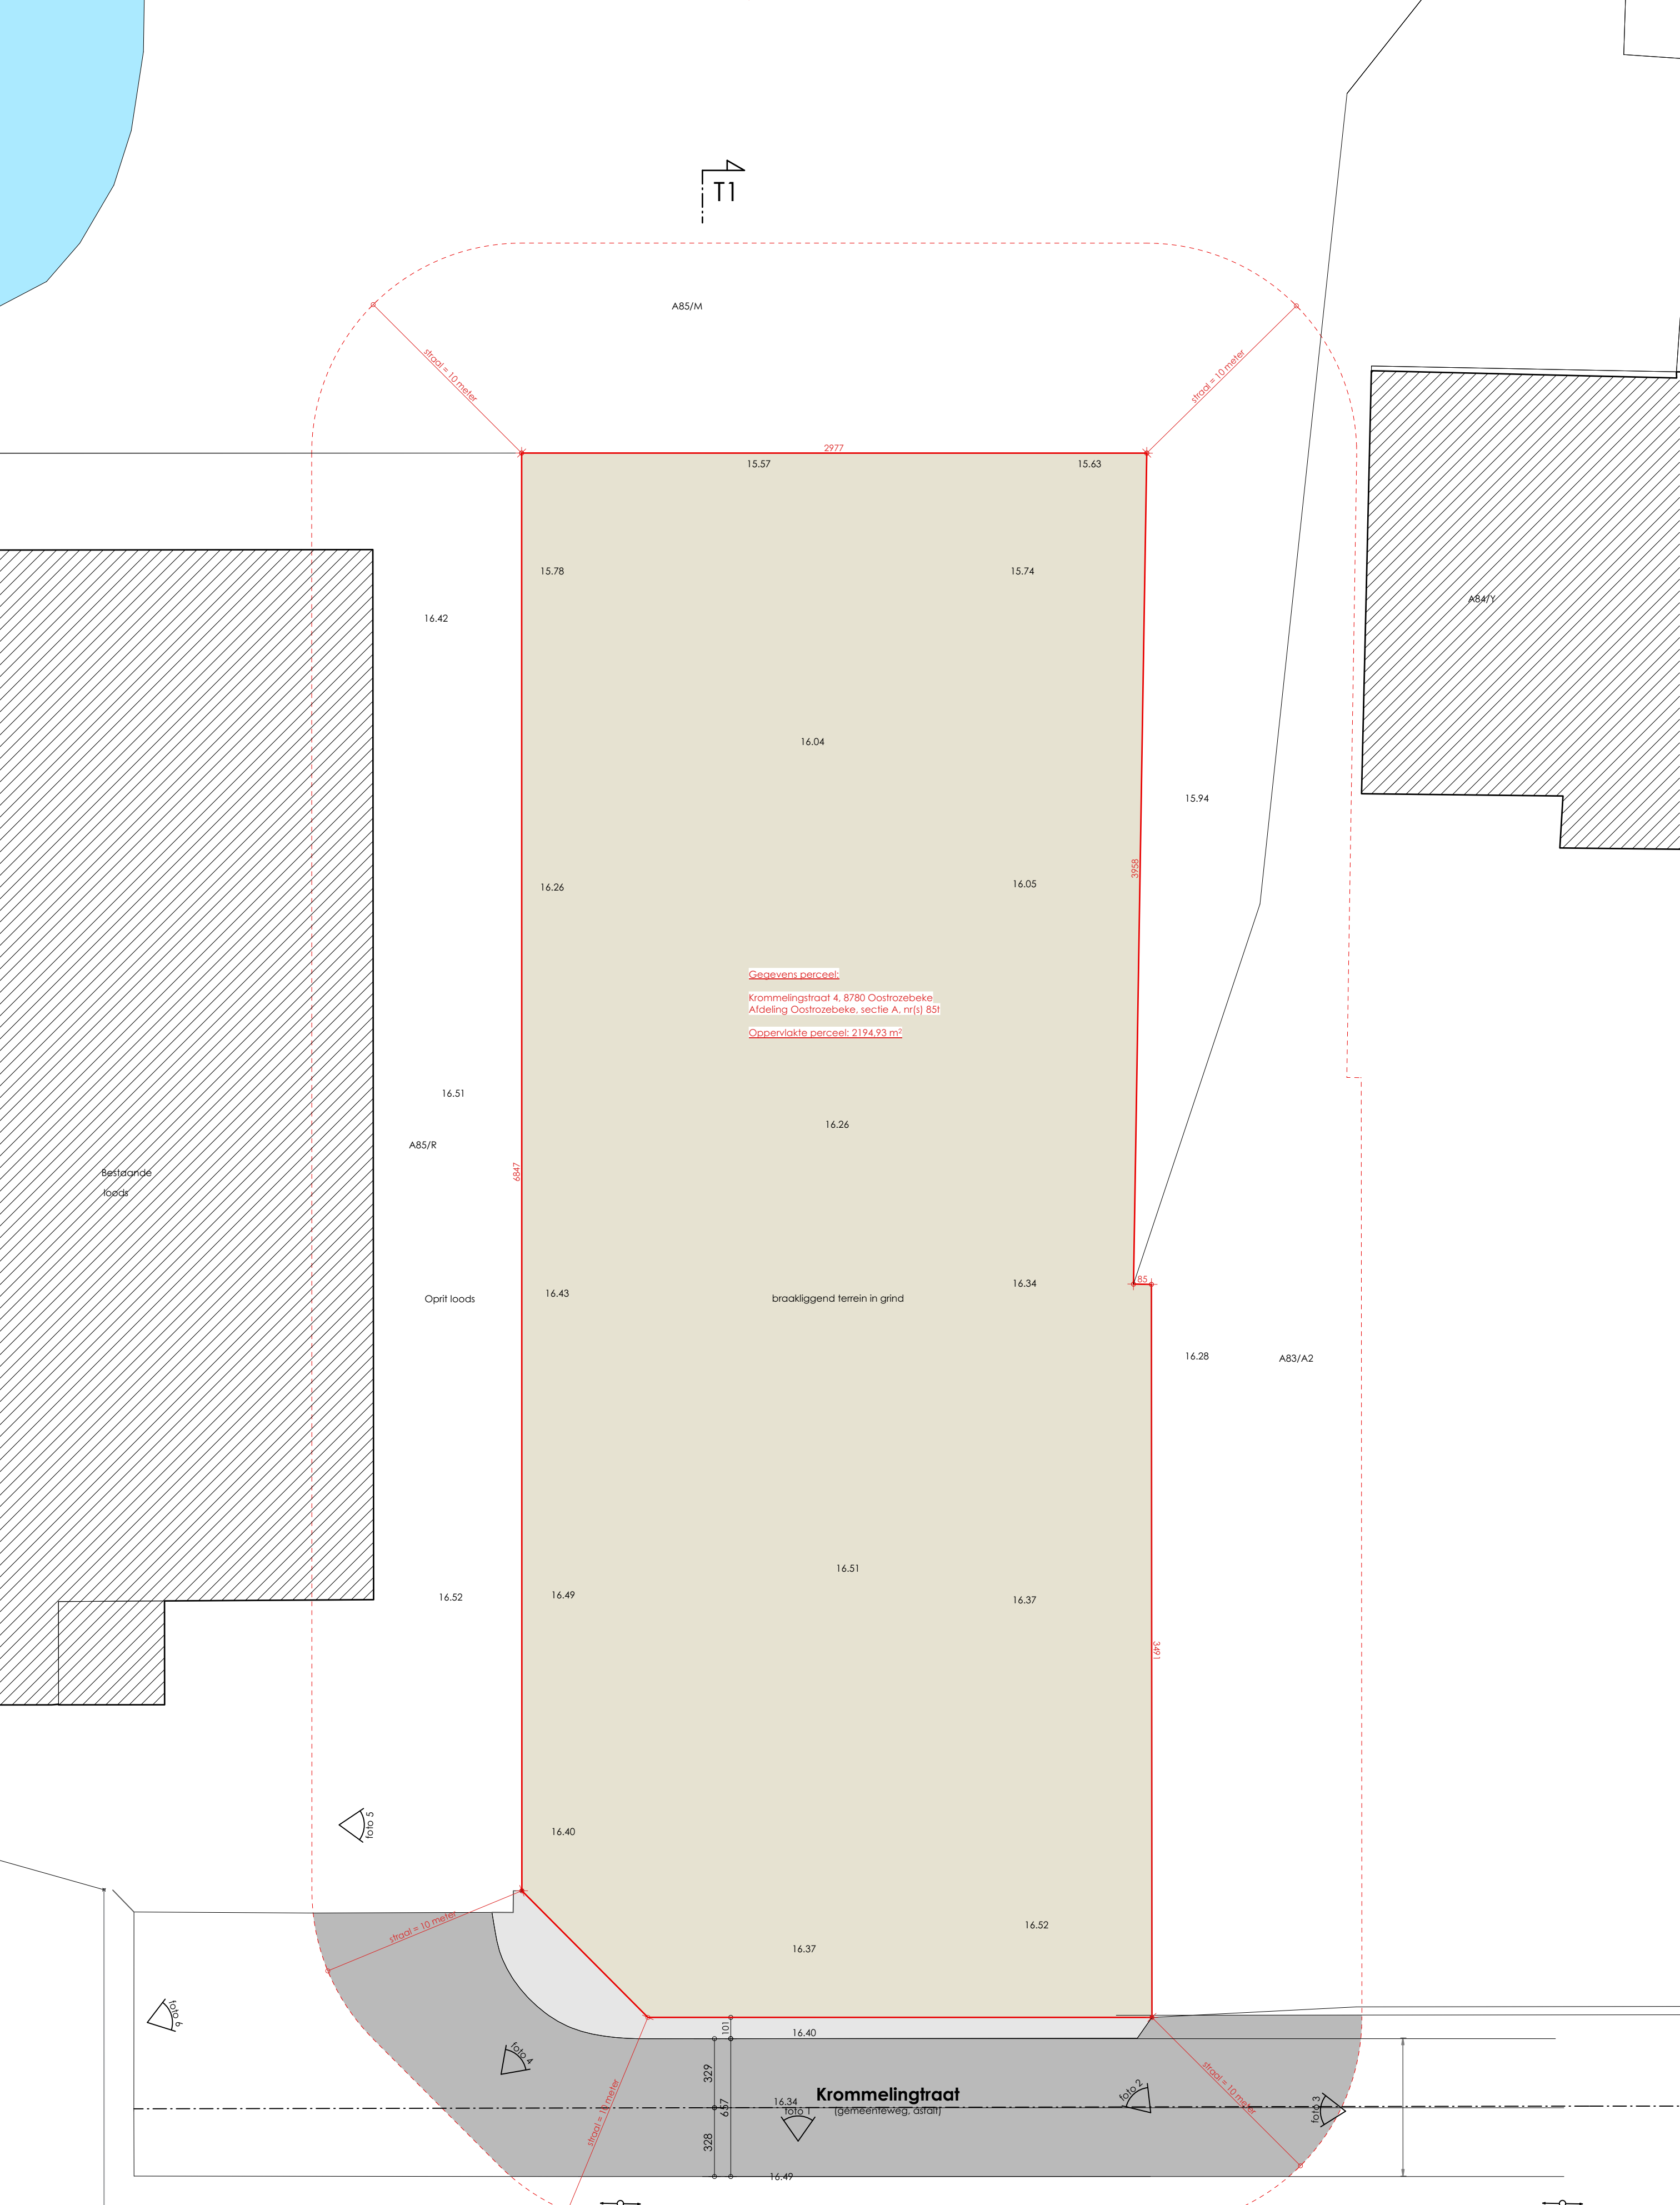 T1
A85/M
straal = 10 meter
straal = 10 meter
2977
15.57
15.63
15.78
15.74
A84/Y
16.42
16.04
15.94
3958
16.26
16.05
Gegevens perceel:
Krommelingstraat 4, 8780 Oostrozebeke
Afdeling Oostrozebeke, sectie A, nr(s) 85t
Oppervlakte perceel: 2194,93 m²
16.51
16.26
A85/R
6847
Bestaande
loods
85
16.34
16.43
Oprit loods
braakliggend terrein in grind
16.28
A83/A2
16.51
16.52
16.49
16.37
3491
foto 5
16.40
straal = 10 meter
16.52
16.37
foto 6
101
16.40
foto 4
329
straal = 10 meter
straal = 10 meter
Krommelingtraat
(gemeenteweg, asfalt)
16.34
foto 1
foto 2
foto 3
657
328
16.49